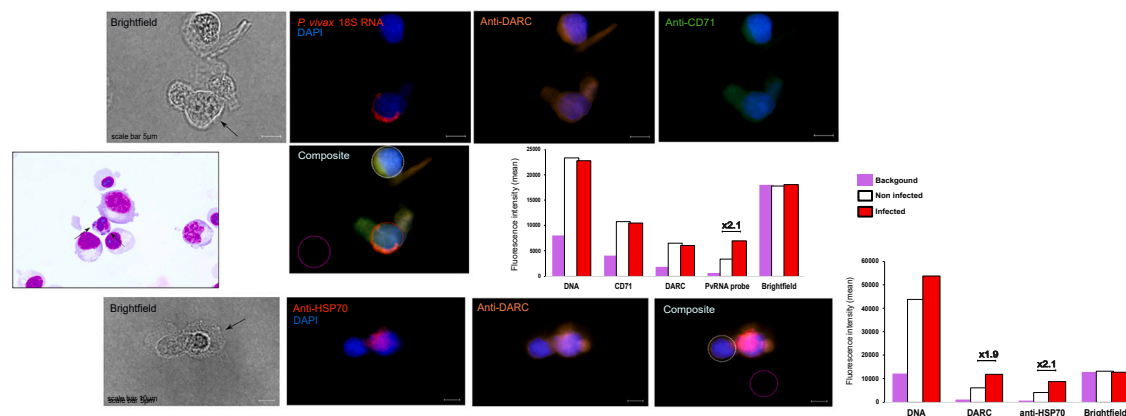 Brightfield
P. vivax 18S RNA
DAPI
Anti-DARC
Anti-CD71
scale bar 5µm
Composite
Fluorescence intensity (mean)
25000
20000
15000
10000
5000
0
x2.1
DNA
CD71
DARC
PvRNA probe
Brightfield
Backgound
Non infected
Infected
Brightfield
Anti-HSP70
DAPI
Anti-DARC
Composite
Fluorescence intensity (mean)
60000
50000
40000
30000
20000
10000
0
x1.9
x2.1
DNA
DARC
anti-HSP70
Brightfield